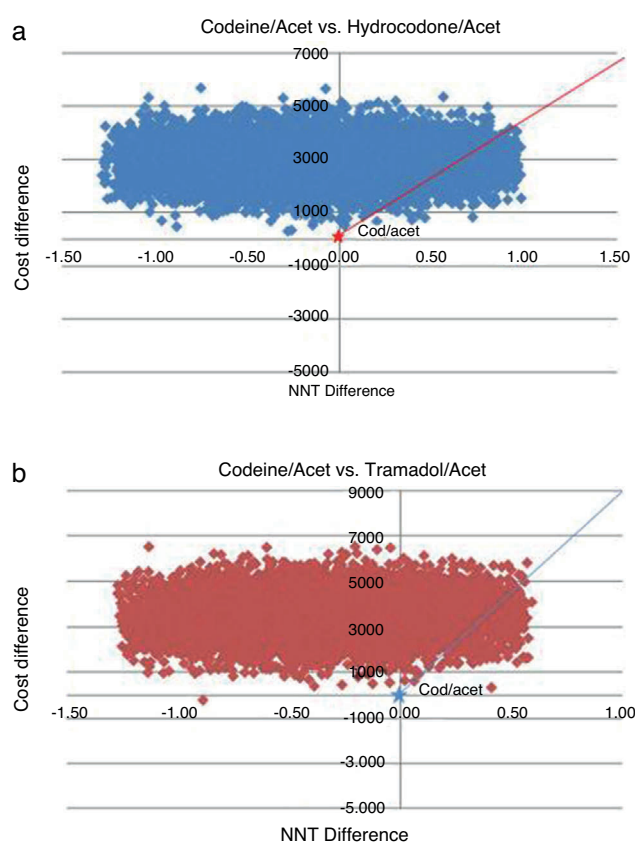 a
Codeine/Acet vs. Hydrocodone/Acet
7000
5000
3000
1000
Cod/acet
-1.50 -1.00 -0.50 0.00 0.50 1.00 1.50
-1000
-3000
-5000
Cost difference
NNT Difference
b
Codeine/Acet vs. Tramadol/Acet
9000
7000
5000
3000
1000
Cod/acet
-1.50 -1.00 -0.50 0.00 0.50 1.00
-1000
-3.000
-5.000
Cost difference
NNT Difference